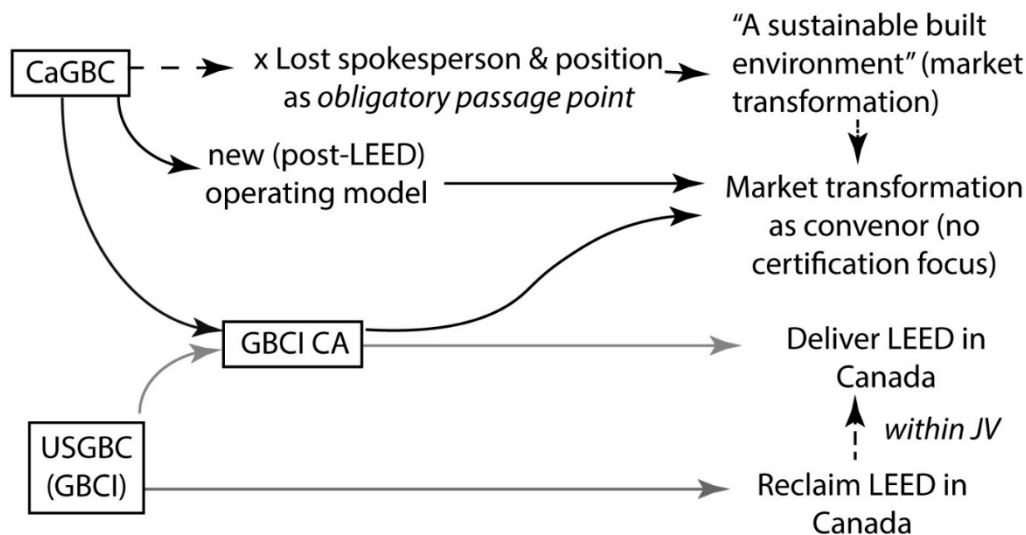 CaGBC
x Lost spokesperson & position
as obligatory passage point
“A sustainable built
environment” (market
transformation)
new (post-LEED)
operating model
Market transformation
as convenor (no
certification focus)
GBCI CA
Deliver LEED in
Canada
within JV
USGBC
(GBCI)
Reclaim LEED in
Canada